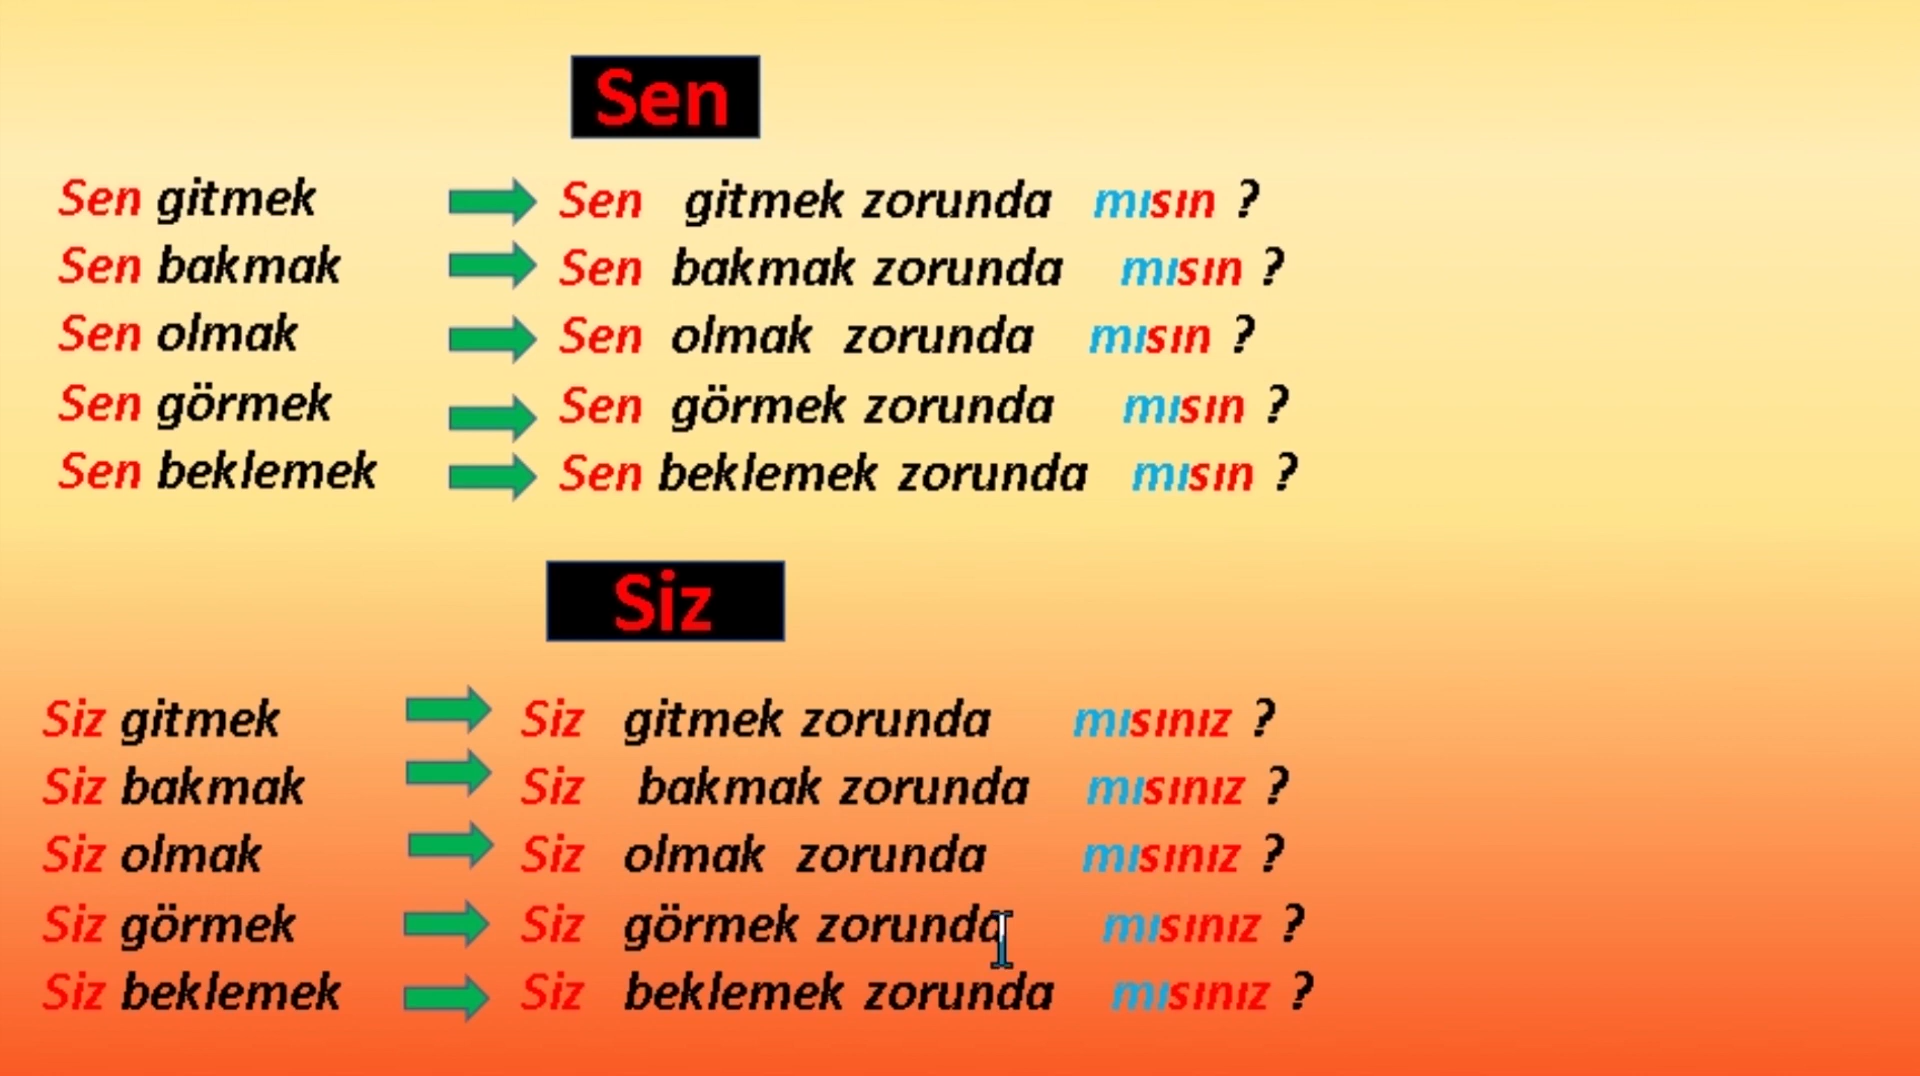 Sen
Sen gitmek Sen gitmek zorunda mısın ?
Sen bakmak Sen bakmak zorunda mısın ?
Sen olmak Sen olmak zorunda mısın ?
Sen görmek Sen görmek zorunda mısın ?
Sen beklemek Sen beklemek zorunda mısın ?
Siz
Siz gitmek Siz gitmek zorunda mısınız ?
Siz bakmak Siz bakmak zorunda mısınız ?
Siz olmak Siz olmak zorunda mısınız ?
Siz görmek Siz görmek zorunda mısınız ?
Siz beklemek Siz beklemek zorunda mısınız ?